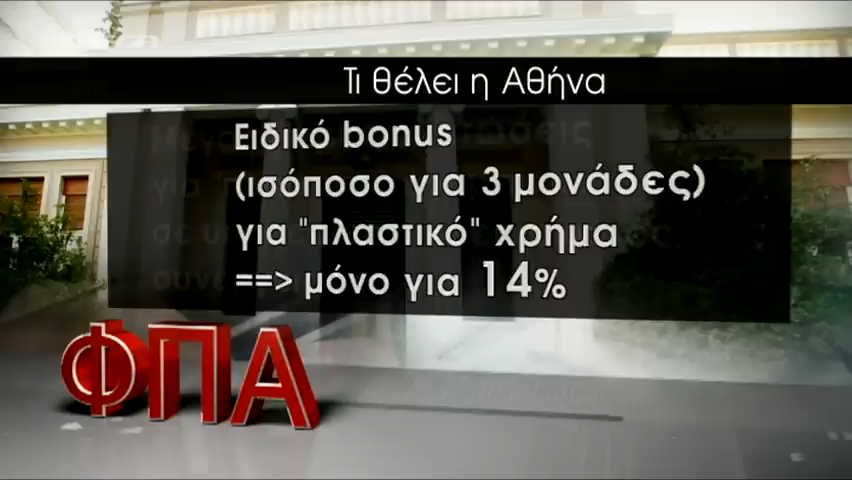 Τι θέλει η Αθήνα
Ειδικό bonus
(ισόποσο για 3 μονάδες)
για "πλαστικό" χρήμα
==> μόνο για 14%
ΦΠΑ